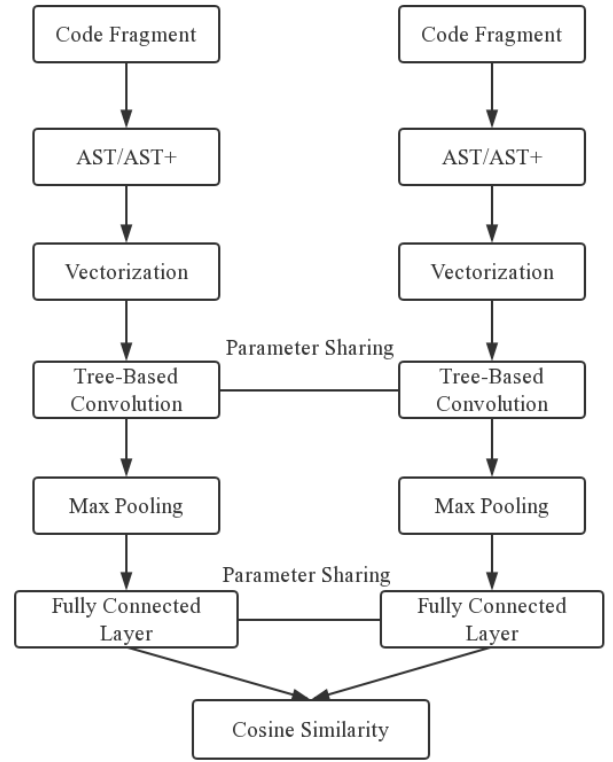 Code Fragment
Code Fragment
AST/AST+
AST/AST+
Vectorization
Vectorization
Parameter Sharing
Tree-Based
Convolution
Tree-Based
Convolution
Max Pooling
Max Pooling
Parameter Sharing
Fully Connected
Layer
Fully Connected
Layer
Cosine Similarity